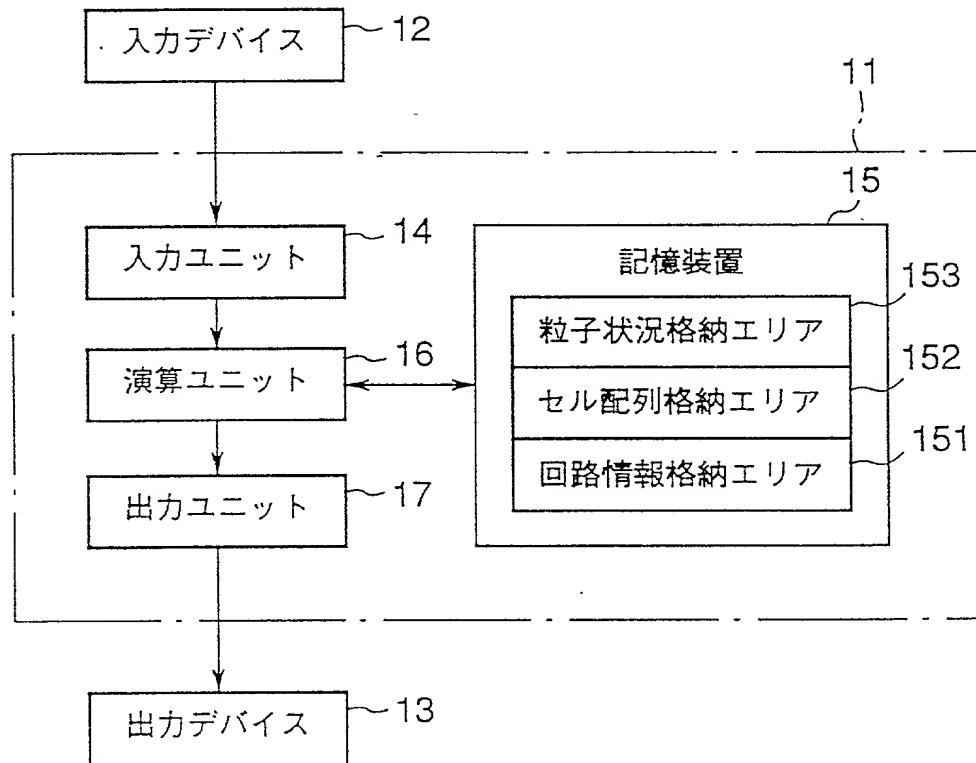 入力デバイス
12
11
15
入力ユニット
14
記憶装置
153
粒子状況格納エリア
演算ユニット
16
152
セル配列格納エリア
151
回路情報格納エリア
出力ユニット
17
出力デバイス
13